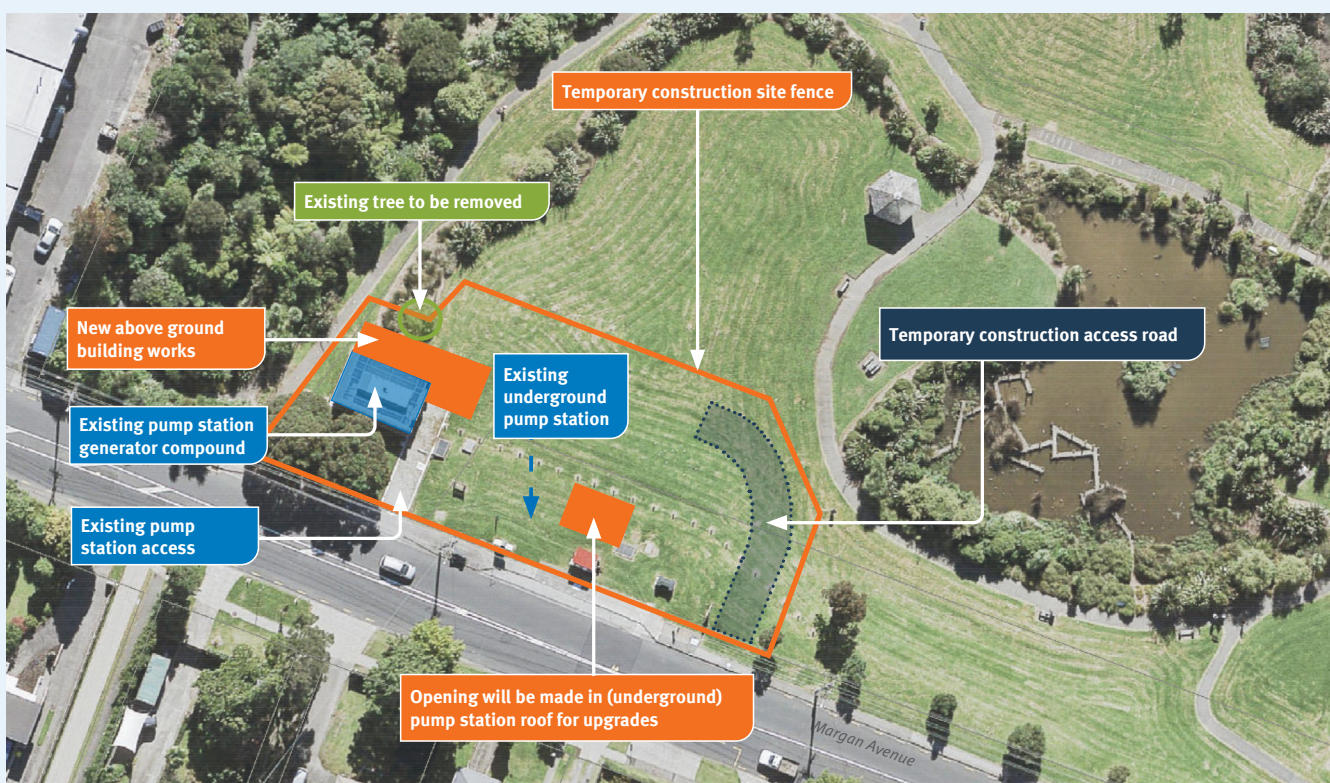 Temporary construction site fence
Existing tree to be removed
New above ground
building works
Temporary construction access road
Existing
underground
pump station
Existing pump station
generator compound
Existing pump
station access
Opening will be made in (underground)
pump station roof for upgrades
Margan Avenue